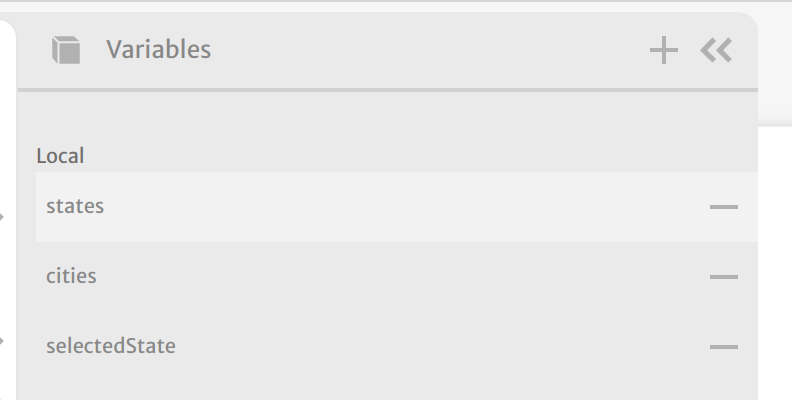 Variables
Local
states
cities
selectedState